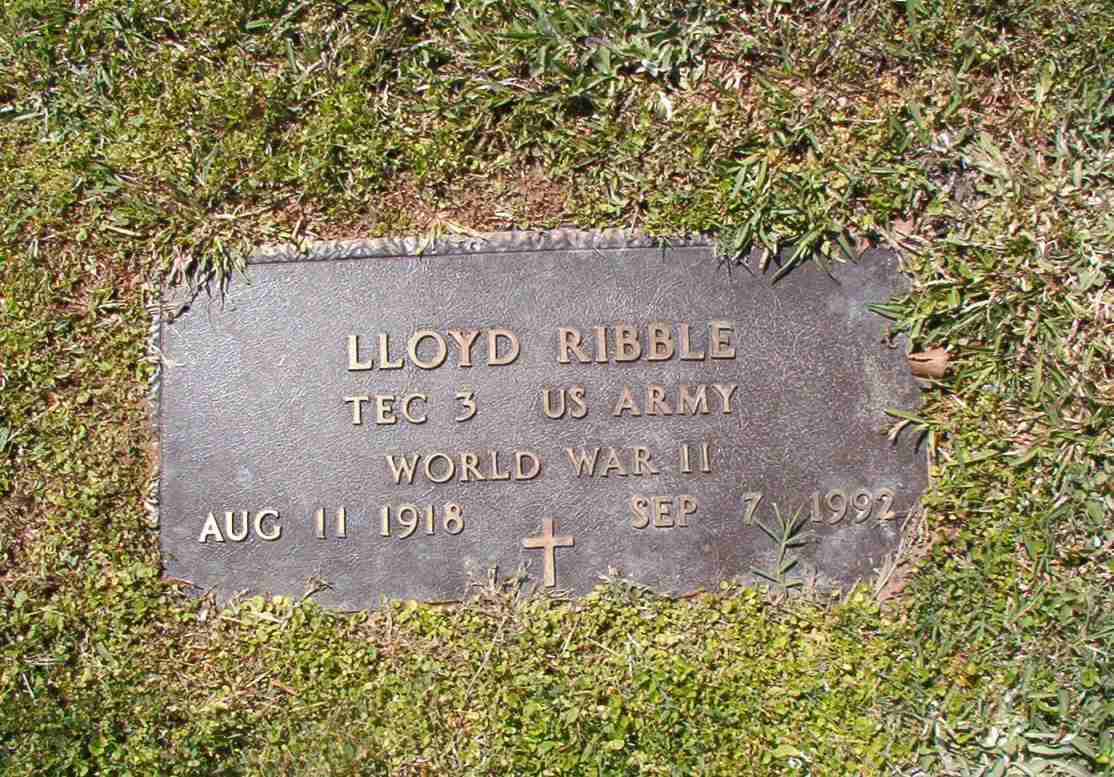 LLOYD RIBBLE
TEC 3 US ARMY
WORLD WAR II
AUG 11 1918 SEP 7 1992